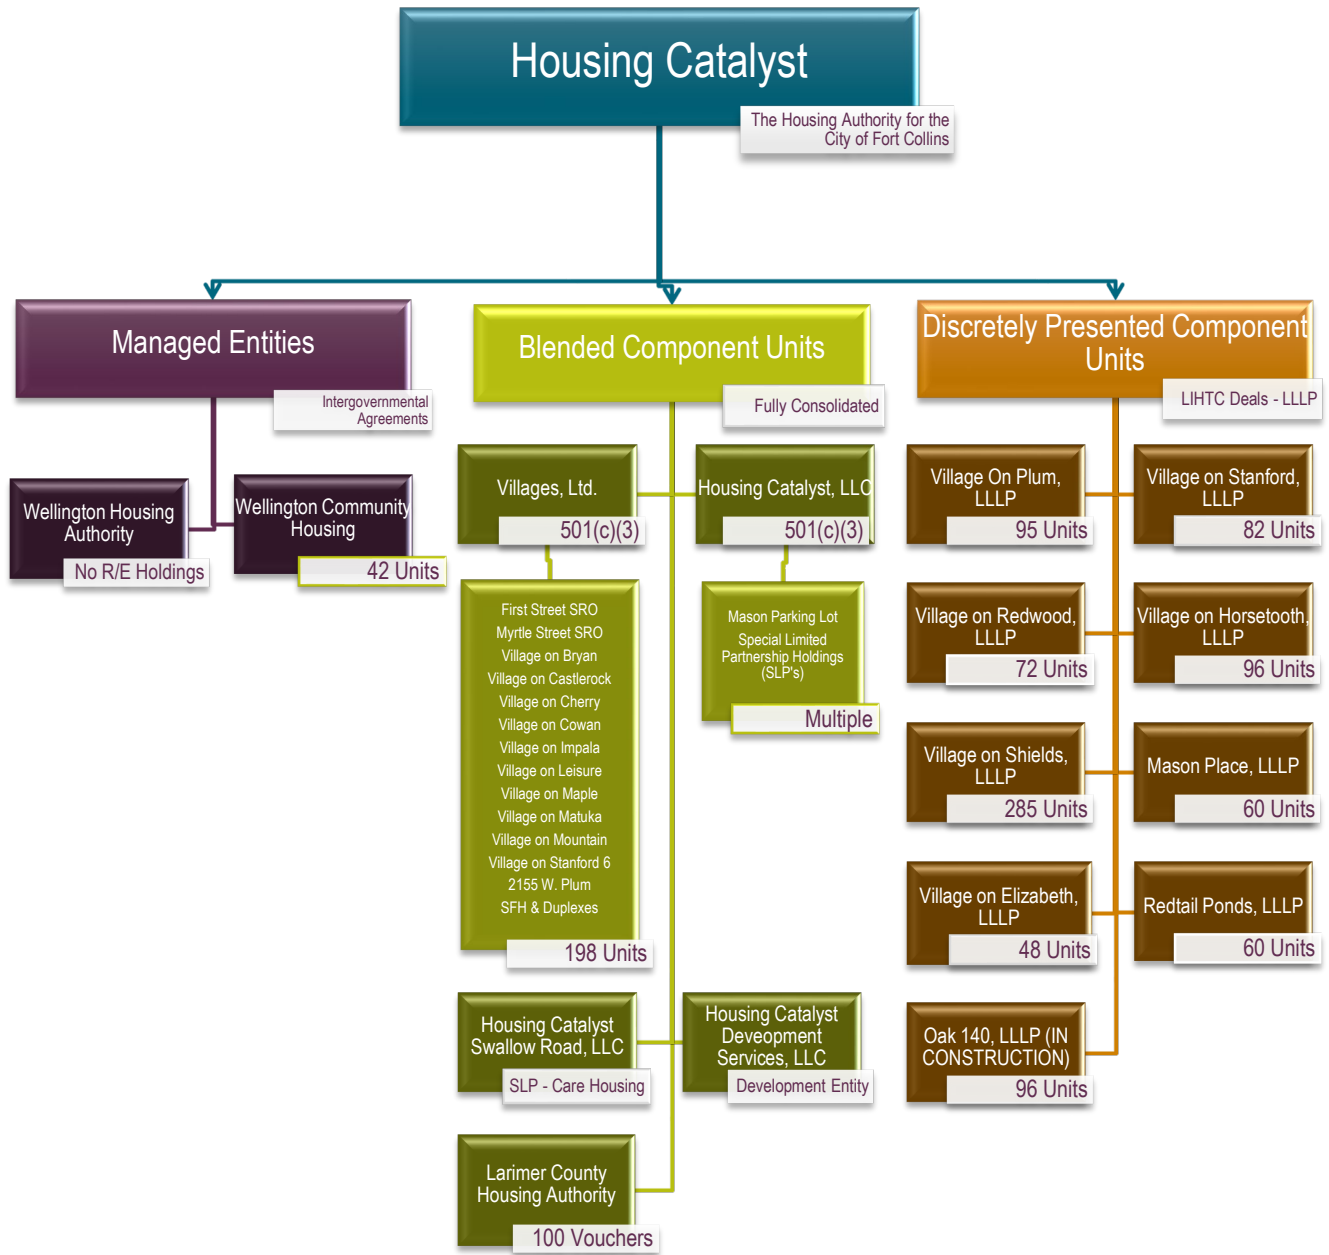 Housing Catalyst
The Housing Authority for the
City of Fort Collins
Managed Entities
Intergovernmental
Agreements
Wellington Housing
Authority
No R/E Holdings
Wellington Community
Housing
42 Units
Blended Component Units
Fully Consolidated
Villages, Ltd.
501(c)(3)
Housing Catalyst, LLC
501(c)(3)
First Street SRO
Myrtle Street SRO
Village on Bryan
Village on Castlerock
Village on Cherry
Village on Cowan
Village on Impala
Village on Leisure
Village on Maple
Village on Matuka
Village on Mountain
Village on Stanford 6
2155 W. Plum
SFH & Duplexes
198 Units
Mason Parking Lot
Special Limited
Partnership Holdings
(SLP's)
Multiple
Housing Catalyst
Swallow Road, LLC
SLP - Care Housing
Housing Catalyst
Deveopment
Services, LLC
Development Entity
Larimer County
Housing Authority
100 Vouchers
Discretely Presented Component
Units
LIHTC Deals - LLLP
Village On Plum,
LLLP
95 Units
Village on Stanford,
LLLP
82 Units
Village on Redwood,
LLLP
72 Units
Village on Horsetooth,
LLLP
96 Units
Village on Shields,
LLLP
285 Units
Mason Place, LLLP
60 Units
Village on Elizabeth,
LLLP
48 Units
Redtail Ponds, LLLP
60 Units
Oak 140, LLLP (IN
CONSTRUCTION)
96 Units